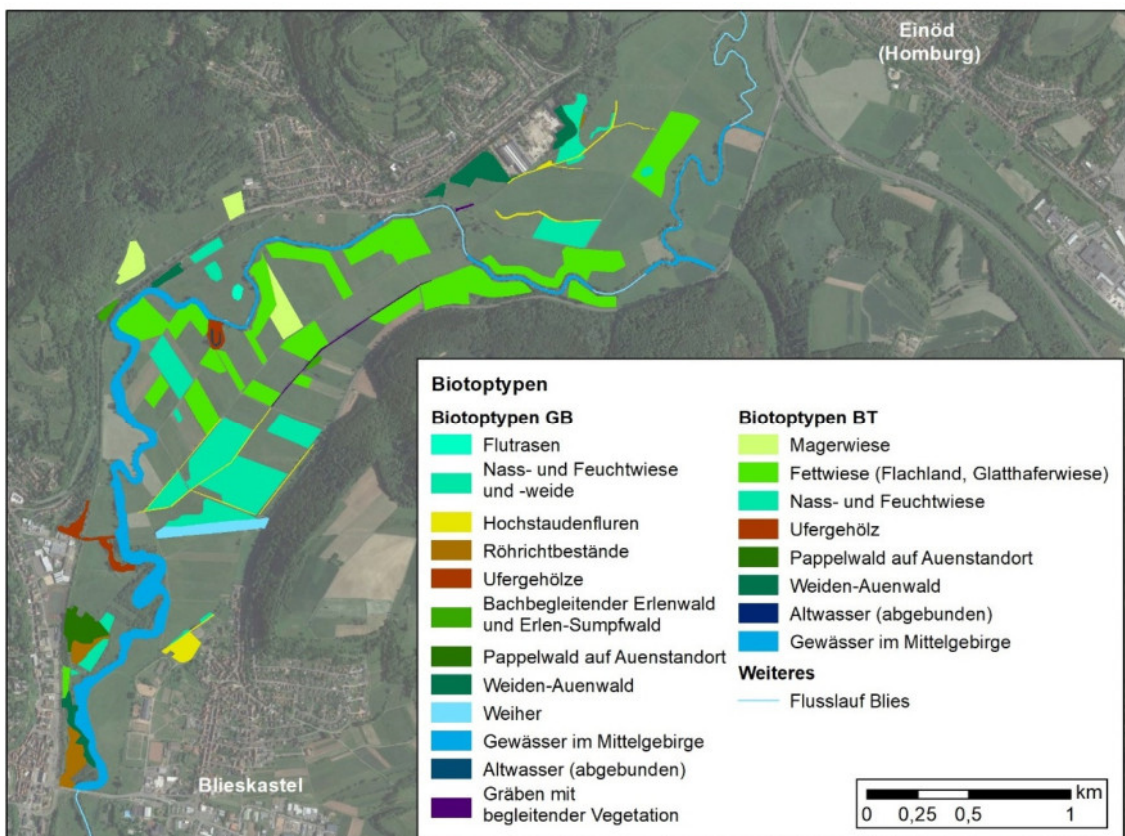 Einöd
(Homburg)
Biotoptypen
Biotoptypen GB
Flutrasen
Nass- und Feuchtwiese
und -weide
Hochstaudenfluren
Röhrichtbestände
Ufergehölze
Bachbegleitender Erlenwald
und Erlen-Sumpfwald
Pappelwald auf Auenstandort
Weiden-Auenwald
Weiher
Gewässer im Mittelgebirge
Altwasser (abgebunden)
Gräben mit
begleitender Vegetation
Biotoptypen BT
Magerwiese
Fettwiese (Flachland, Glatthaferwiese)
Nass- und Feuchtwiese
Ufergehölz
Pappelwald auf Auenstandort
Weiden-Auenwald
Altwasser (abgebunden)
Gewässer im Mittelgebirge
Weiteres
Flusslauf Blies
km
0 0,25 0,5 1
Blieskastel